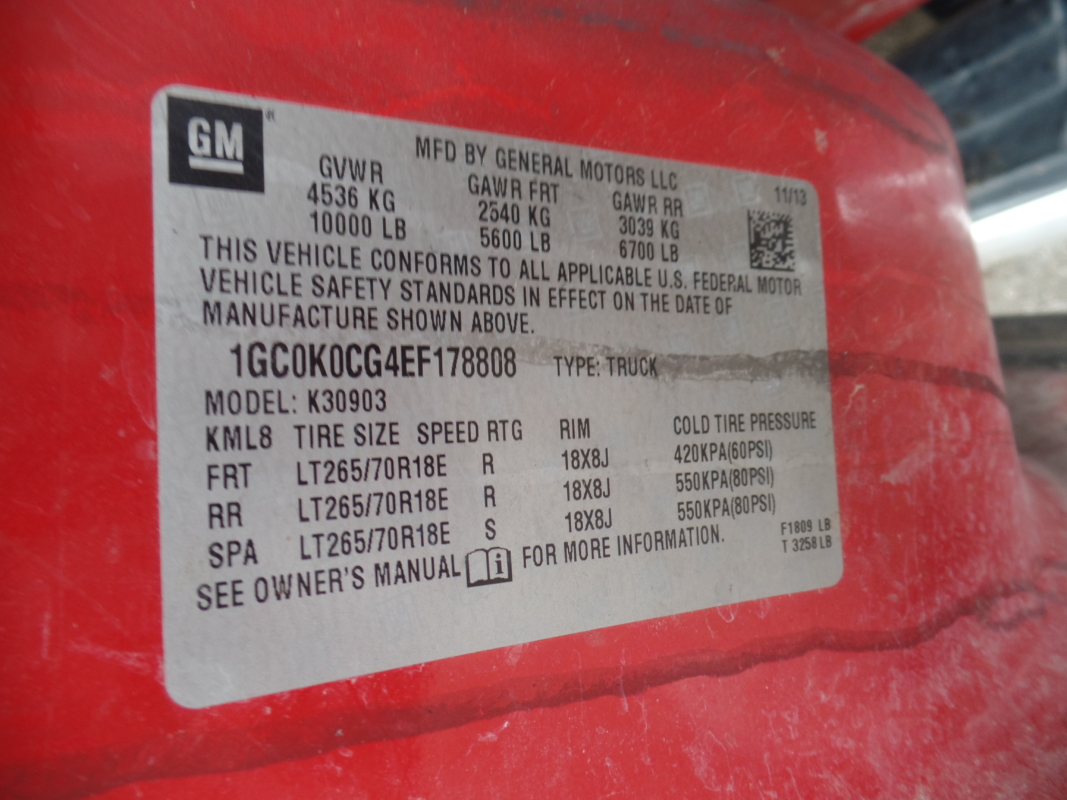 GM
MFD BY GENERAL MOTORS LLC
GVWR GAWR FRT GAWR RR 11/13
4536 KG 2540 KG 3039 KG
10000 LB 5600 LB 6700 LB
THIS VEHICLE CONFORMS TO ALL APPLICABLE U.S. FEDERAL MOTOR
VEHICLE SAFETY STANDARDS IN EFFECT ON THE DATE OF
MANUFACTURE SHOWN ABOVE.
1GC0K0CG4EF178808 TYPE: TRUCK
MODEL: K30903
KML8 TIRE SIZE SPEED RTG RIM COLD TIRE PRESSURE
FRT LT265/70R18E R 18X8J 420KPA(60PSI)
RR LT265/70R18E R 18X8J 550KPA(80PSI)
SPA LT265/70R18E S 18X8J 550KPA(80PSI)
SEE OWNER'S MANUAL FOR MORE INFORMATION.
F1809 LB
T 3258 LB